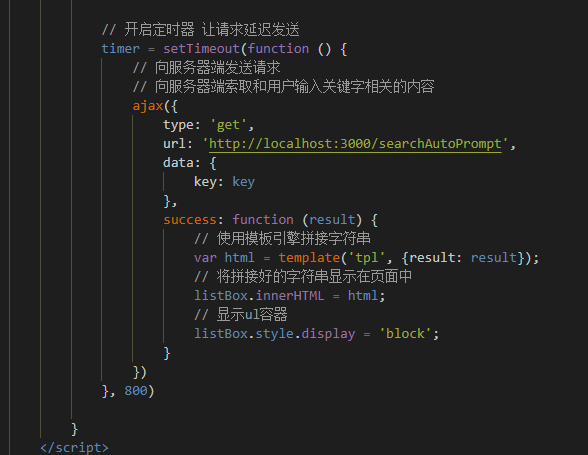 // 开启定时器 让请求延迟发送
timer = setTimeout(function () {
// 向服务器端发送请求
// 向服务器端索取和用户输入关键字相关的内容
ajax({
type: 'get',
url: 'http://localhost:3000/searchAutoPrompt',
data: {
key: key
},
success: function (result) {
// 使用模板引擎拼接字符串
var html = template('tpl', {result: result});
// 将拼接好的字符串显示在页面中
listBox.innerHTML = html;
// 显示ul容器
listBox.style.display = 'block';
}
})
}, 800)
}
</script>